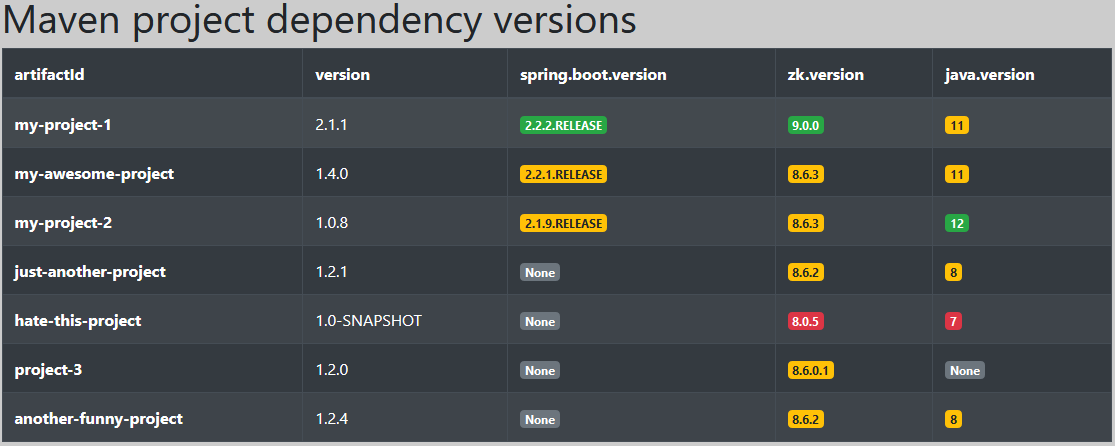 Maven project dependency versions
artifactId version spring.boot.version zk.version java.version
my-project-1 2.1.1 2.2.2.RELEASE 9.0.0 11
my-awesome-project 1.4.0 2.2.1.RELEASE 8.6.3 11
my-project-2 1.0.8 2.1.9.RELEASE 8.6.3 12
just-another-project 1.2.1 None 8.6.2 8
hate-this-project 1.0-SNAPSHOT None 8.0.5 7
project-3 1.2.0 None 8.6.0.1 None
another-funny-project 1.2.4 None 8.6.2 8